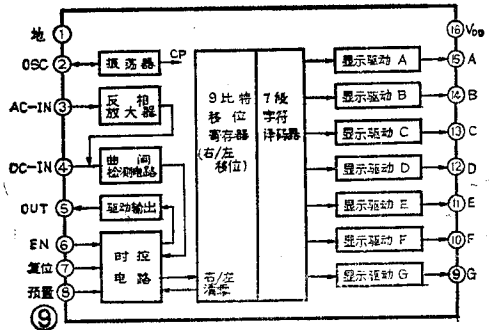 地 ①
⑯ VDD
OSC ②
振荡器
CP
显示驱动 A
⑮ A
AC-IN ③
反相
放大器
9比特
移位
寄存器
(右/左
移位)
7段
字符
译码器
显示驱动 B
⑭ B
显示驱动 C
⑬ C
DC-IN ④
检测电路
显示驱动 D
⑫ D
OUT ⑤
驱动输出
显示驱动 E
⑪ E
EN ⑥
时控
电路
显示驱动 F
⑩ F
复位 ⑦
预置 ⑧
右/左
清零
显示驱动 G
⑨ G
⑨